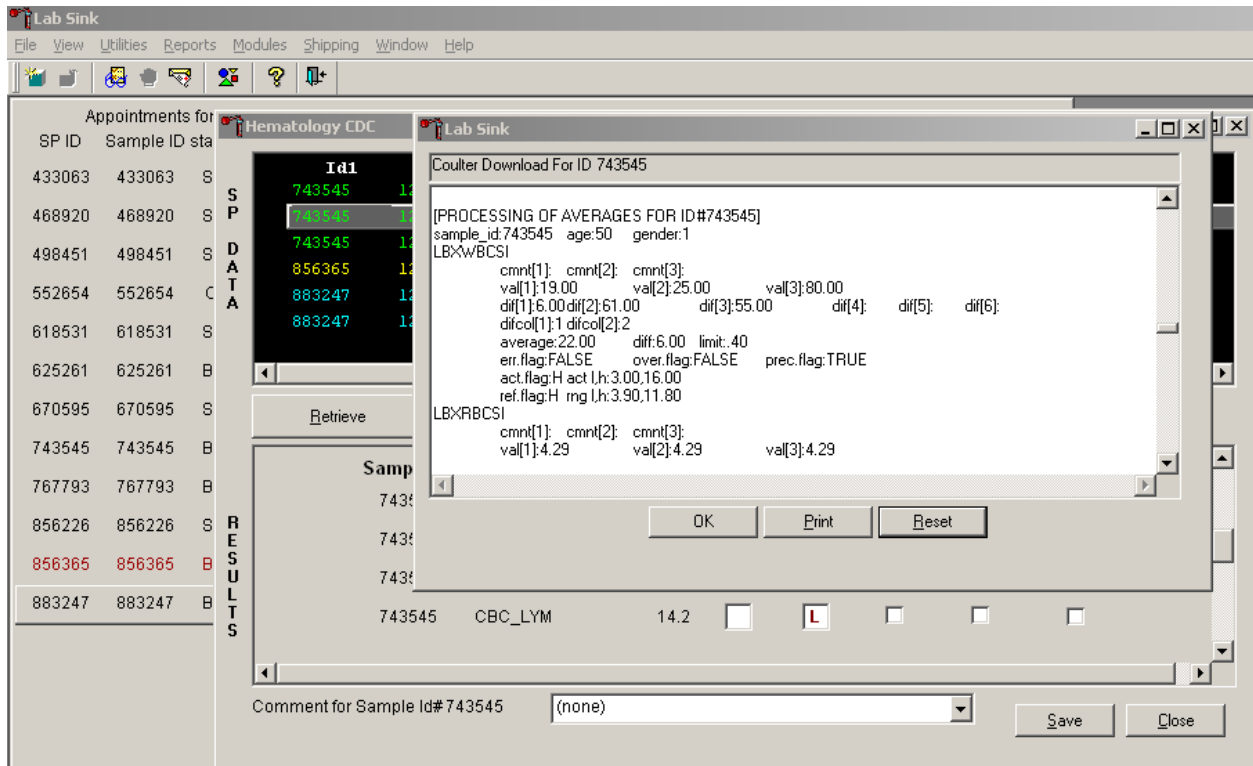 Lab Sink
File View Utilities Reports Modules Shipping Window Help
Appointments for
SP ID Sample ID sta
433063 433063 S
468920 468920 S
498451 498451 S
552654 552654 C
618531 618531 S
625261 625261 B
670595 670595 S
743545 743545 B
767793 767793 B
856226 856226 S
856365 856365 B
883247 883247 B
Hematology CDC
SP DATA
Id1
743545 12
743545 12
743545 12
856365 12
883247 12
883247 12
Retrieve
RESULTS
Samp
7435
7435
7435
743545 CBC_LYM 14.2 L
Comment for Sample Id# 743545 (none)
Save Close
Lab Sink
Coulter Download For ID 743545
[PROCESSING OF AVERAGES FOR ID#743545]
sample_id:743545 age:50 gender:1
LBXWBCSI
cmnt[1]: cmnt[2]: cmnt[3]:
val[1]:19.00 val[2]:25.00 val[3]:80.00
dif[1]:6.00 dif[2]:61.00 dif[3]:55.00 dif[4]: dif[5]: dif[6]:
difcol[1]:1 difcol[2]:2
average:22.00 diff:6.00 limit:.40
err.flag:FALSE over.flag:FALSE prec.flag:TRUE
act.flag:H act l,h:3.00,16.00
ref.flag:H rng l,h:3.90,11.80
LBXRBCSI
cmnt[1]: cmnt[2]: cmnt[3]:
val[1]:4.29 val[2]:4.29 val[3]:4.29
OK Print Reset